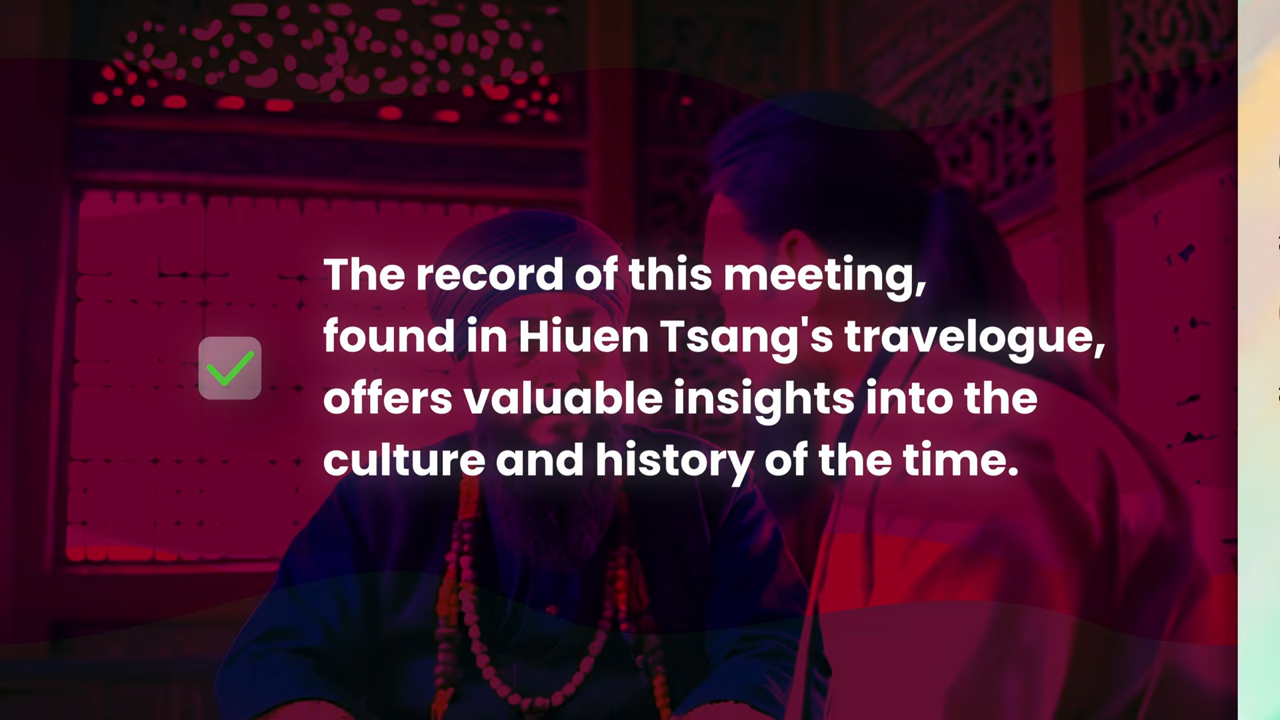 The record of this meeting,
found in Hiuen Tsang's travelogue,
offers valuable insights into the
culture and history of the time.